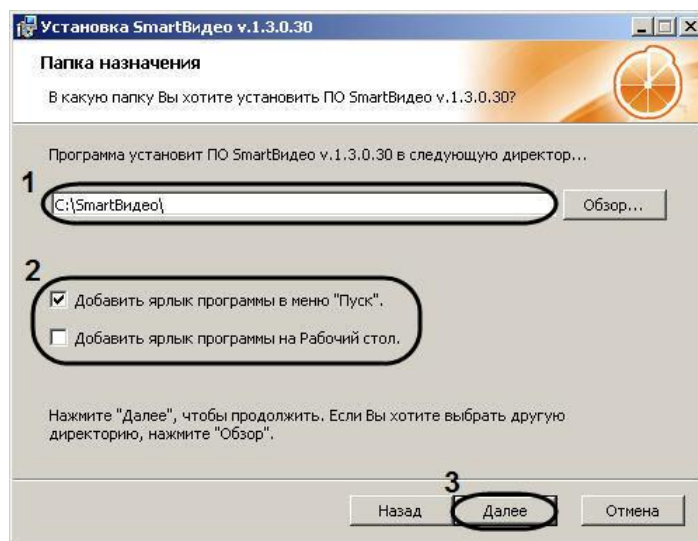 Установка SmartВидео v.1.3.0.30
Папка назначения
В какую папку Вы хотите установить ПО SmartВидео v.1.3.0.30?
Программа установит ПО SmartВидео v.1.3.0.30 в следующую директор...
1
C:\SmartВидео\
Обзор...
2
Добавить ярлык программы в меню "Пуск".
Добавить ярлык программы на Рабочий стол.
Нажмите "Далее", чтобы продолжить. Если Вы хотите выбрать другую
директорию, нажмите "Обзор".
3
Назад
Далее
Отмена